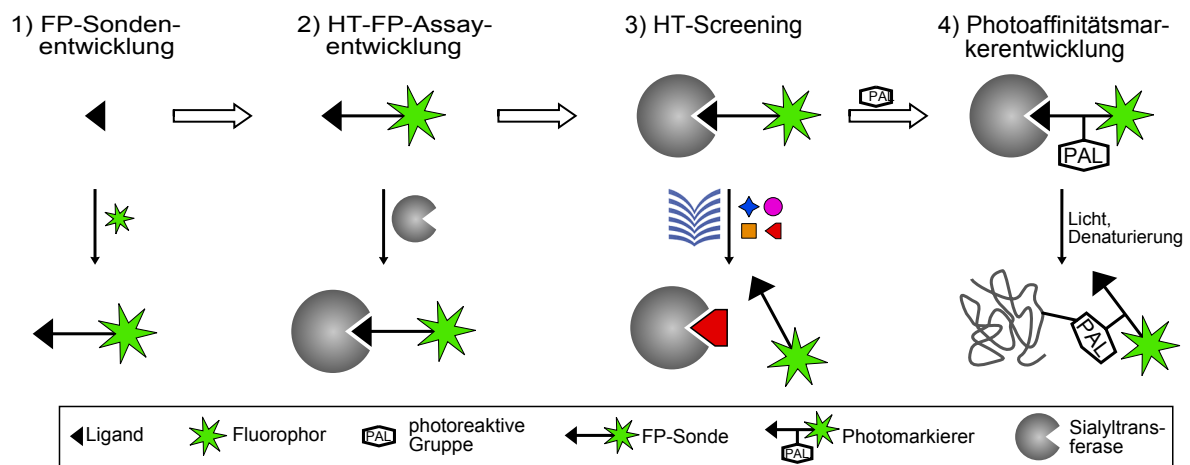 1) FP-Sonden-
entwicklung
2) HT-FP-Assay-
entwicklung
3) HT-Screening
4) Photoaffinitätsmar-
kerentwicklung
PAL
PAL
Licht,
Denaturierung
PAL
Ligand
Fluorophor
PAL
photoreaktive
Gruppe
FP-Sonde
PAL
Photomarkierer
Sialyltrans-
ferase